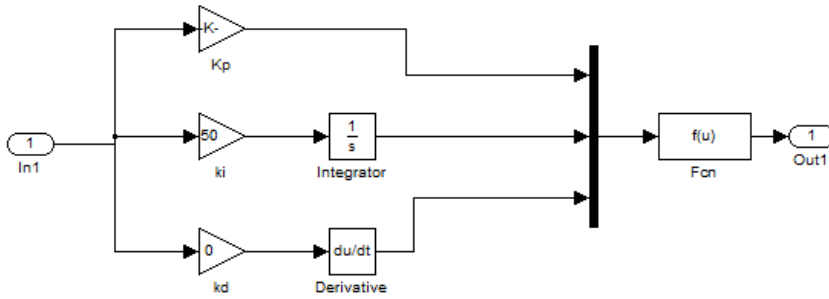 -K-
Kp
1
In1
50
ki
1
s
Integrator
f(u)
Fcn
1
Out1
0
kd
du/dt
Derivative